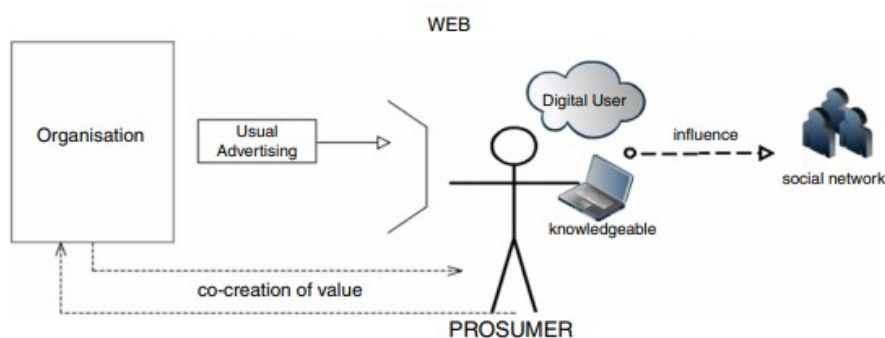 WEB
Digital User
Organisation
Usual
Advertising
influence
social network
knowledgeable
co-creation of value
PROSUMER